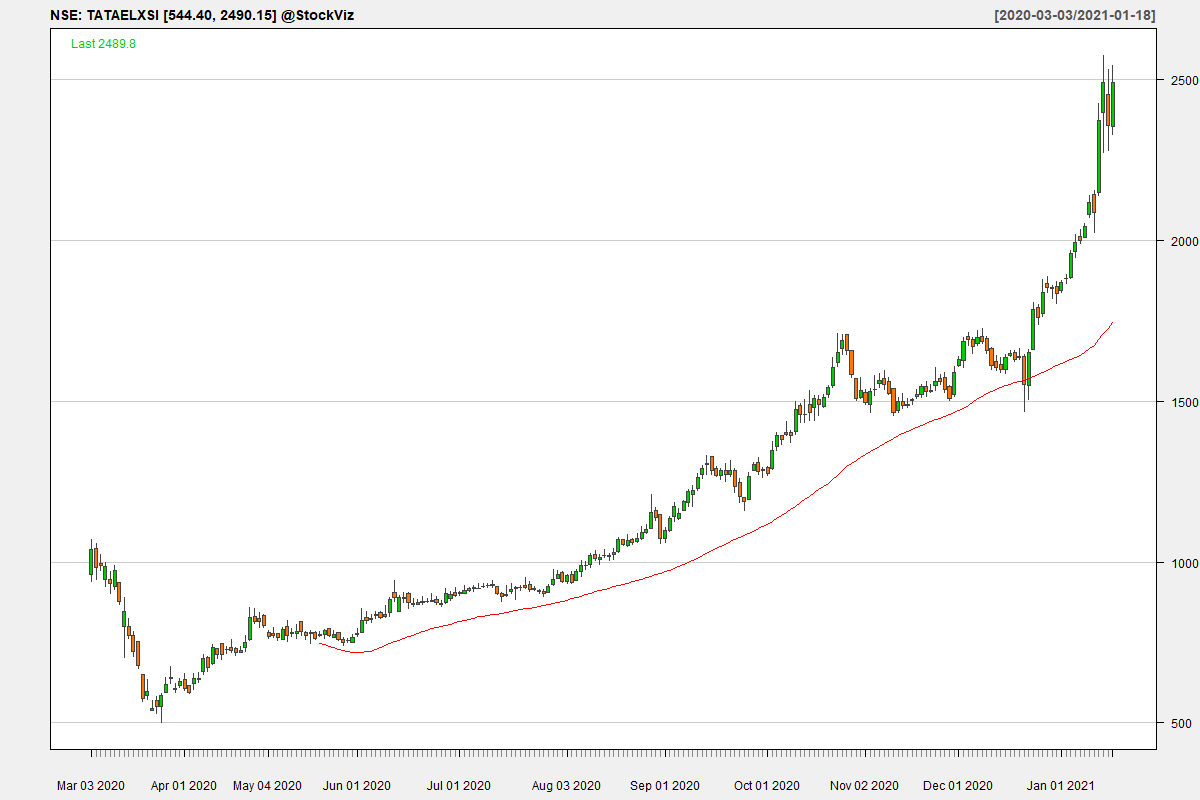 NSE: TATAELXSI [544.40, 2490.15] @StockViz [2020-03-03/2021-01-18]
Last 2489.8
2500
2000
1500
1000
500
Mar 03 2020 Apr 01 2020 May 04 2020 Jun 01 2020 Jul 01 2020 Aug 03 2020 Sep 01 2020 Oct 01 2020 Nov 02 2020 Dec 01 2020 Jan 01 2021